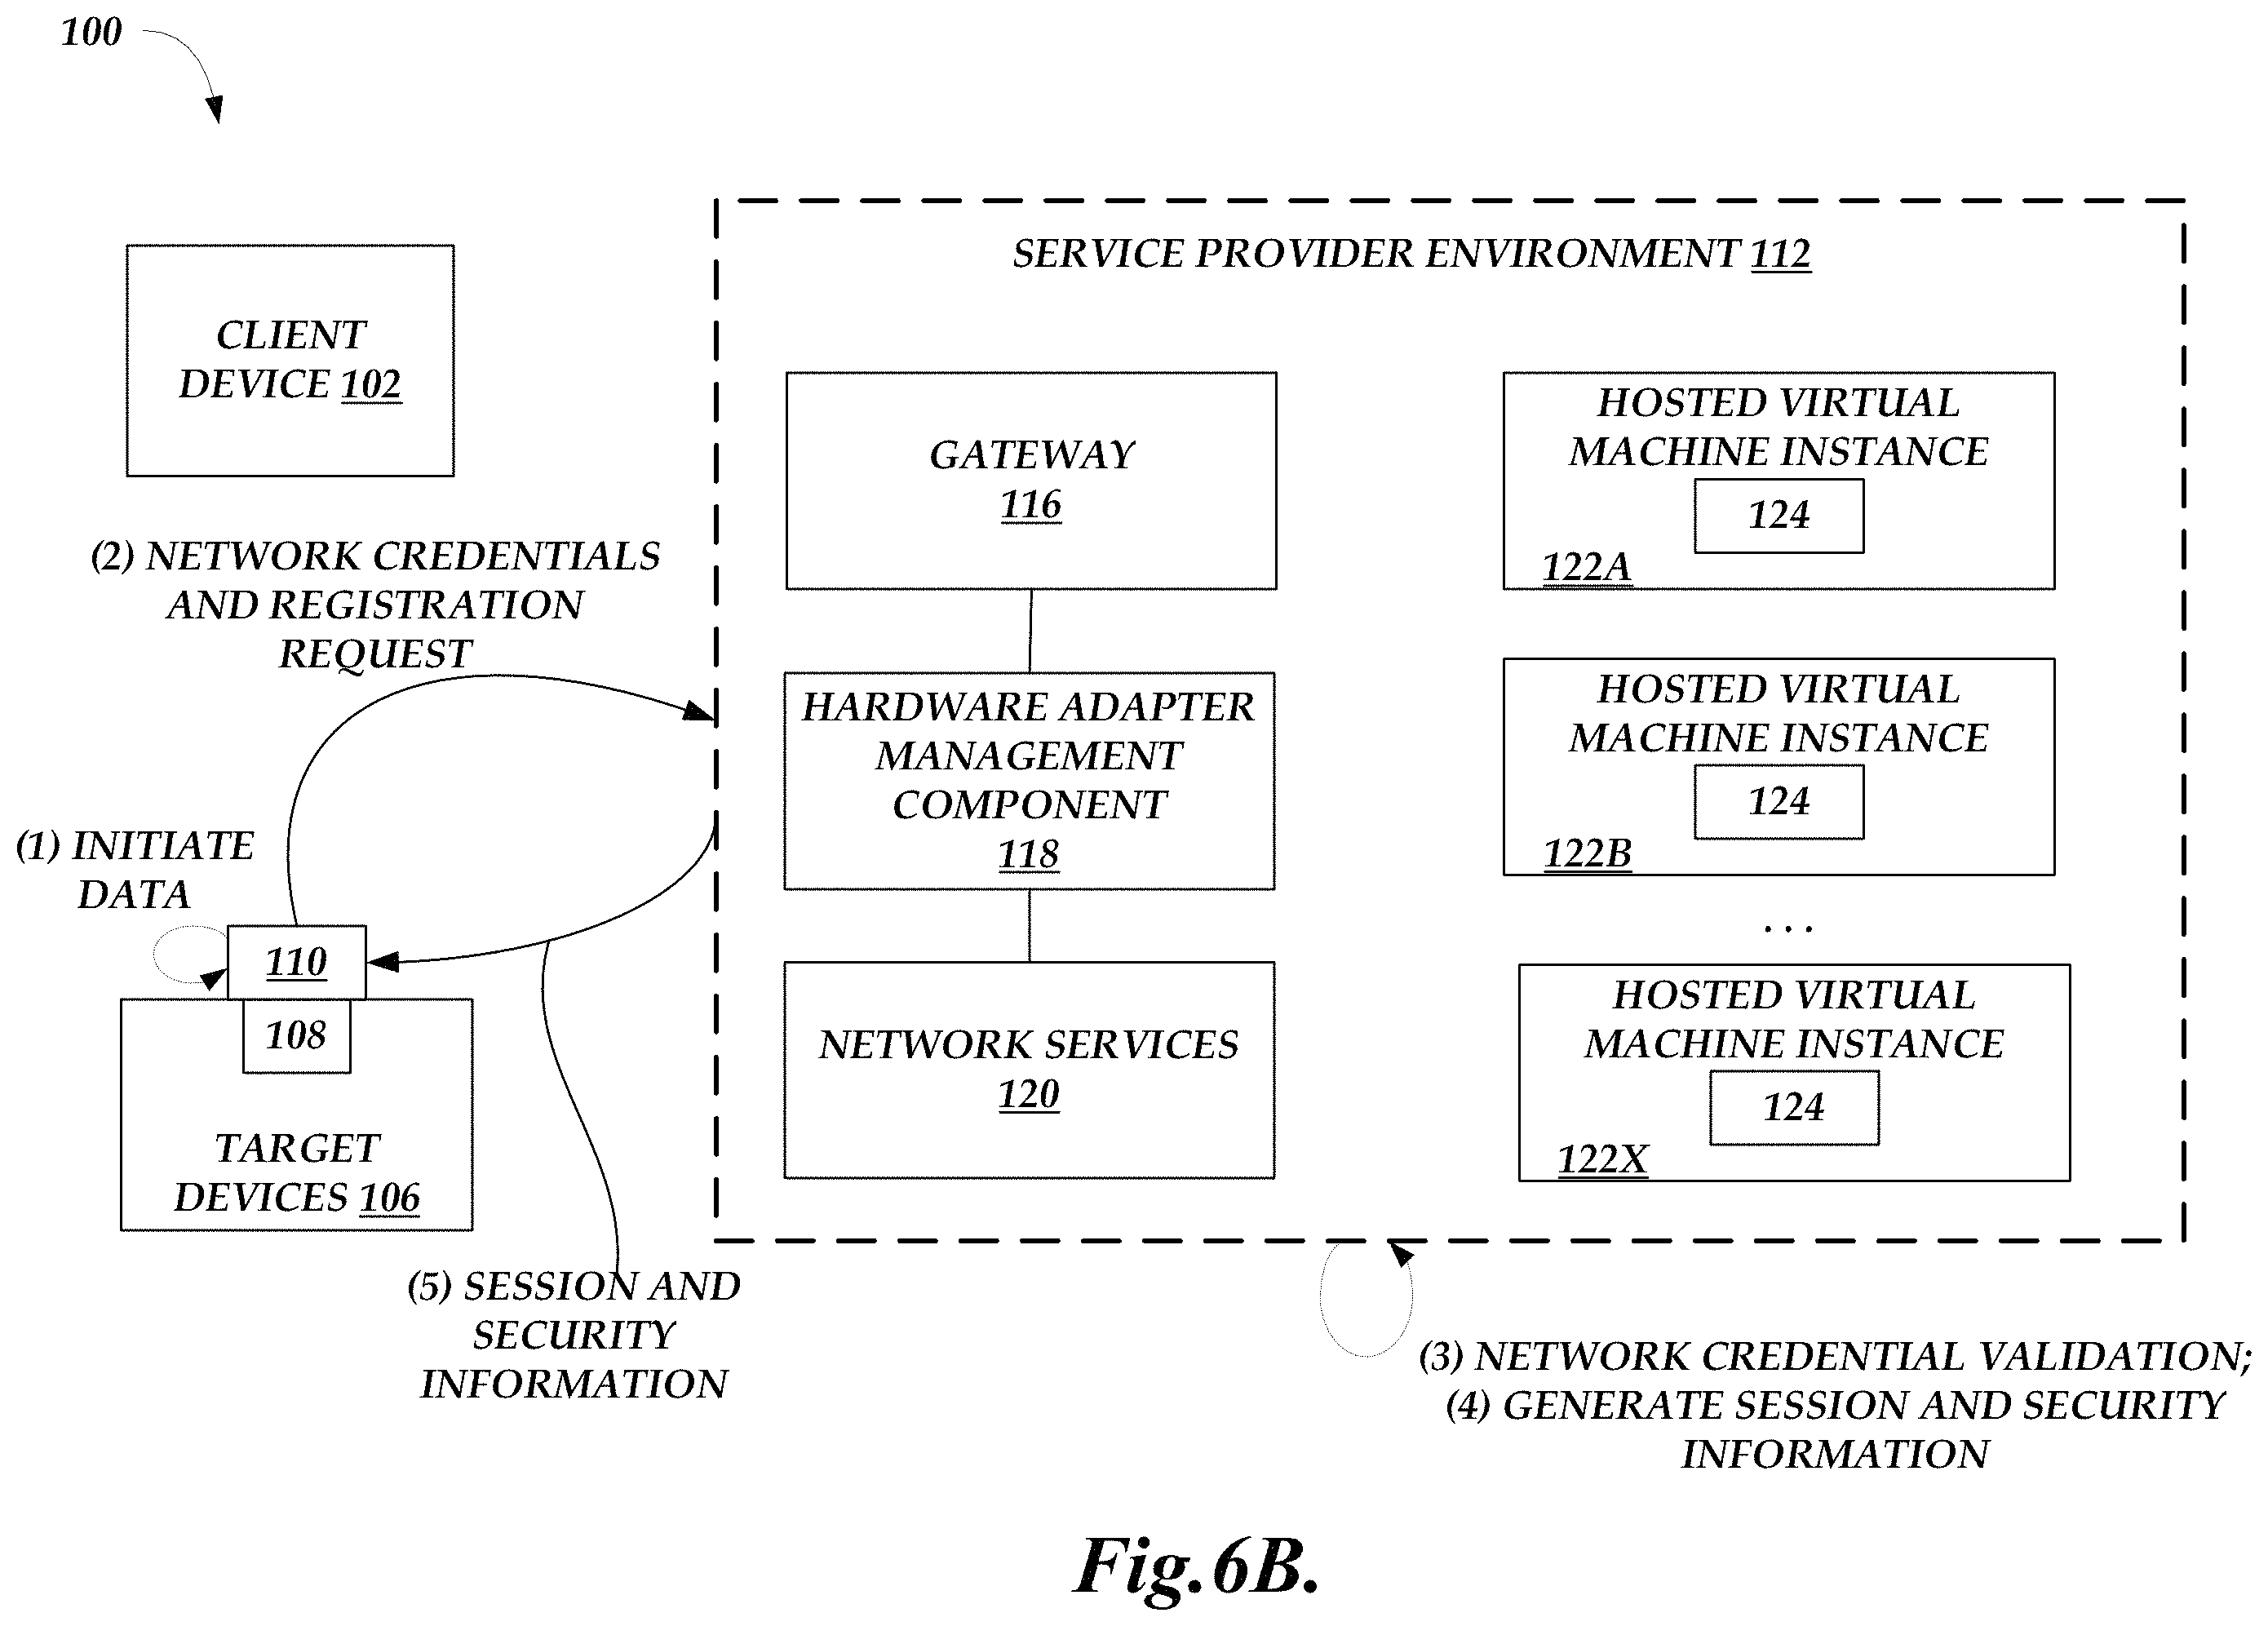 100
SERVICE PROVIDER ENVIRONMENT 112
CLIENT
DEVICE 102
GATEWAY
116
HOSTED VIRTUAL
MACHINE INSTANCE
124
122A
(2) NETWORK CREDENTIALS
AND REGISTRATION
REQUEST
HARDWARE ADAPTER
MANAGEMENT
COMPONENT
118
HOSTED VIRTUAL
MACHINE INSTANCE
124
122B
(1) INITIATE
DATA
110
108
TARGET
DEVICES 106
. . .
NETWORK SERVICES
120
HOSTED VIRTUAL
MACHINE INSTANCE
124
122X
(5) SESSION AND
SECURITY
INFORMATION
(3) NETWORK CREDENTIAL VALIDATION;
(4) GENERATE SESSION AND SECURITY
INFORMATION
Fig.6B.